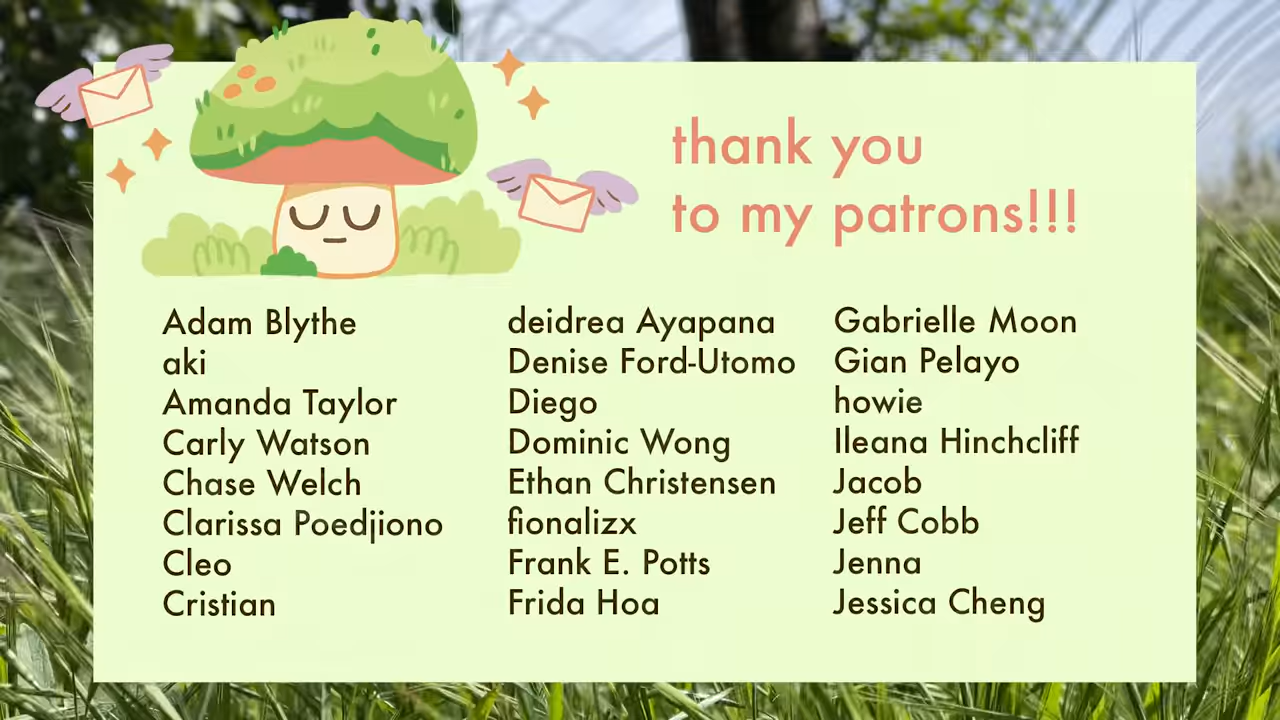 thank you
to my patrons!!!
Adam Blythe
aki
Amanda Taylor
Carly Watson
Chase Welch
Clarissa Poedjiono
Cleo
Cristian
deidrea Ayapana
Denise Ford-Utomo
Diego
Dominic Wong
Ethan Christensen
fionalizx
Frank E. Potts
Frida Hoa
Gabrielle Moon
Gian Pelayo
howie
Ileana Hinchcliff
Jacob
Jeff Cobb
Jenna
Jessica Cheng